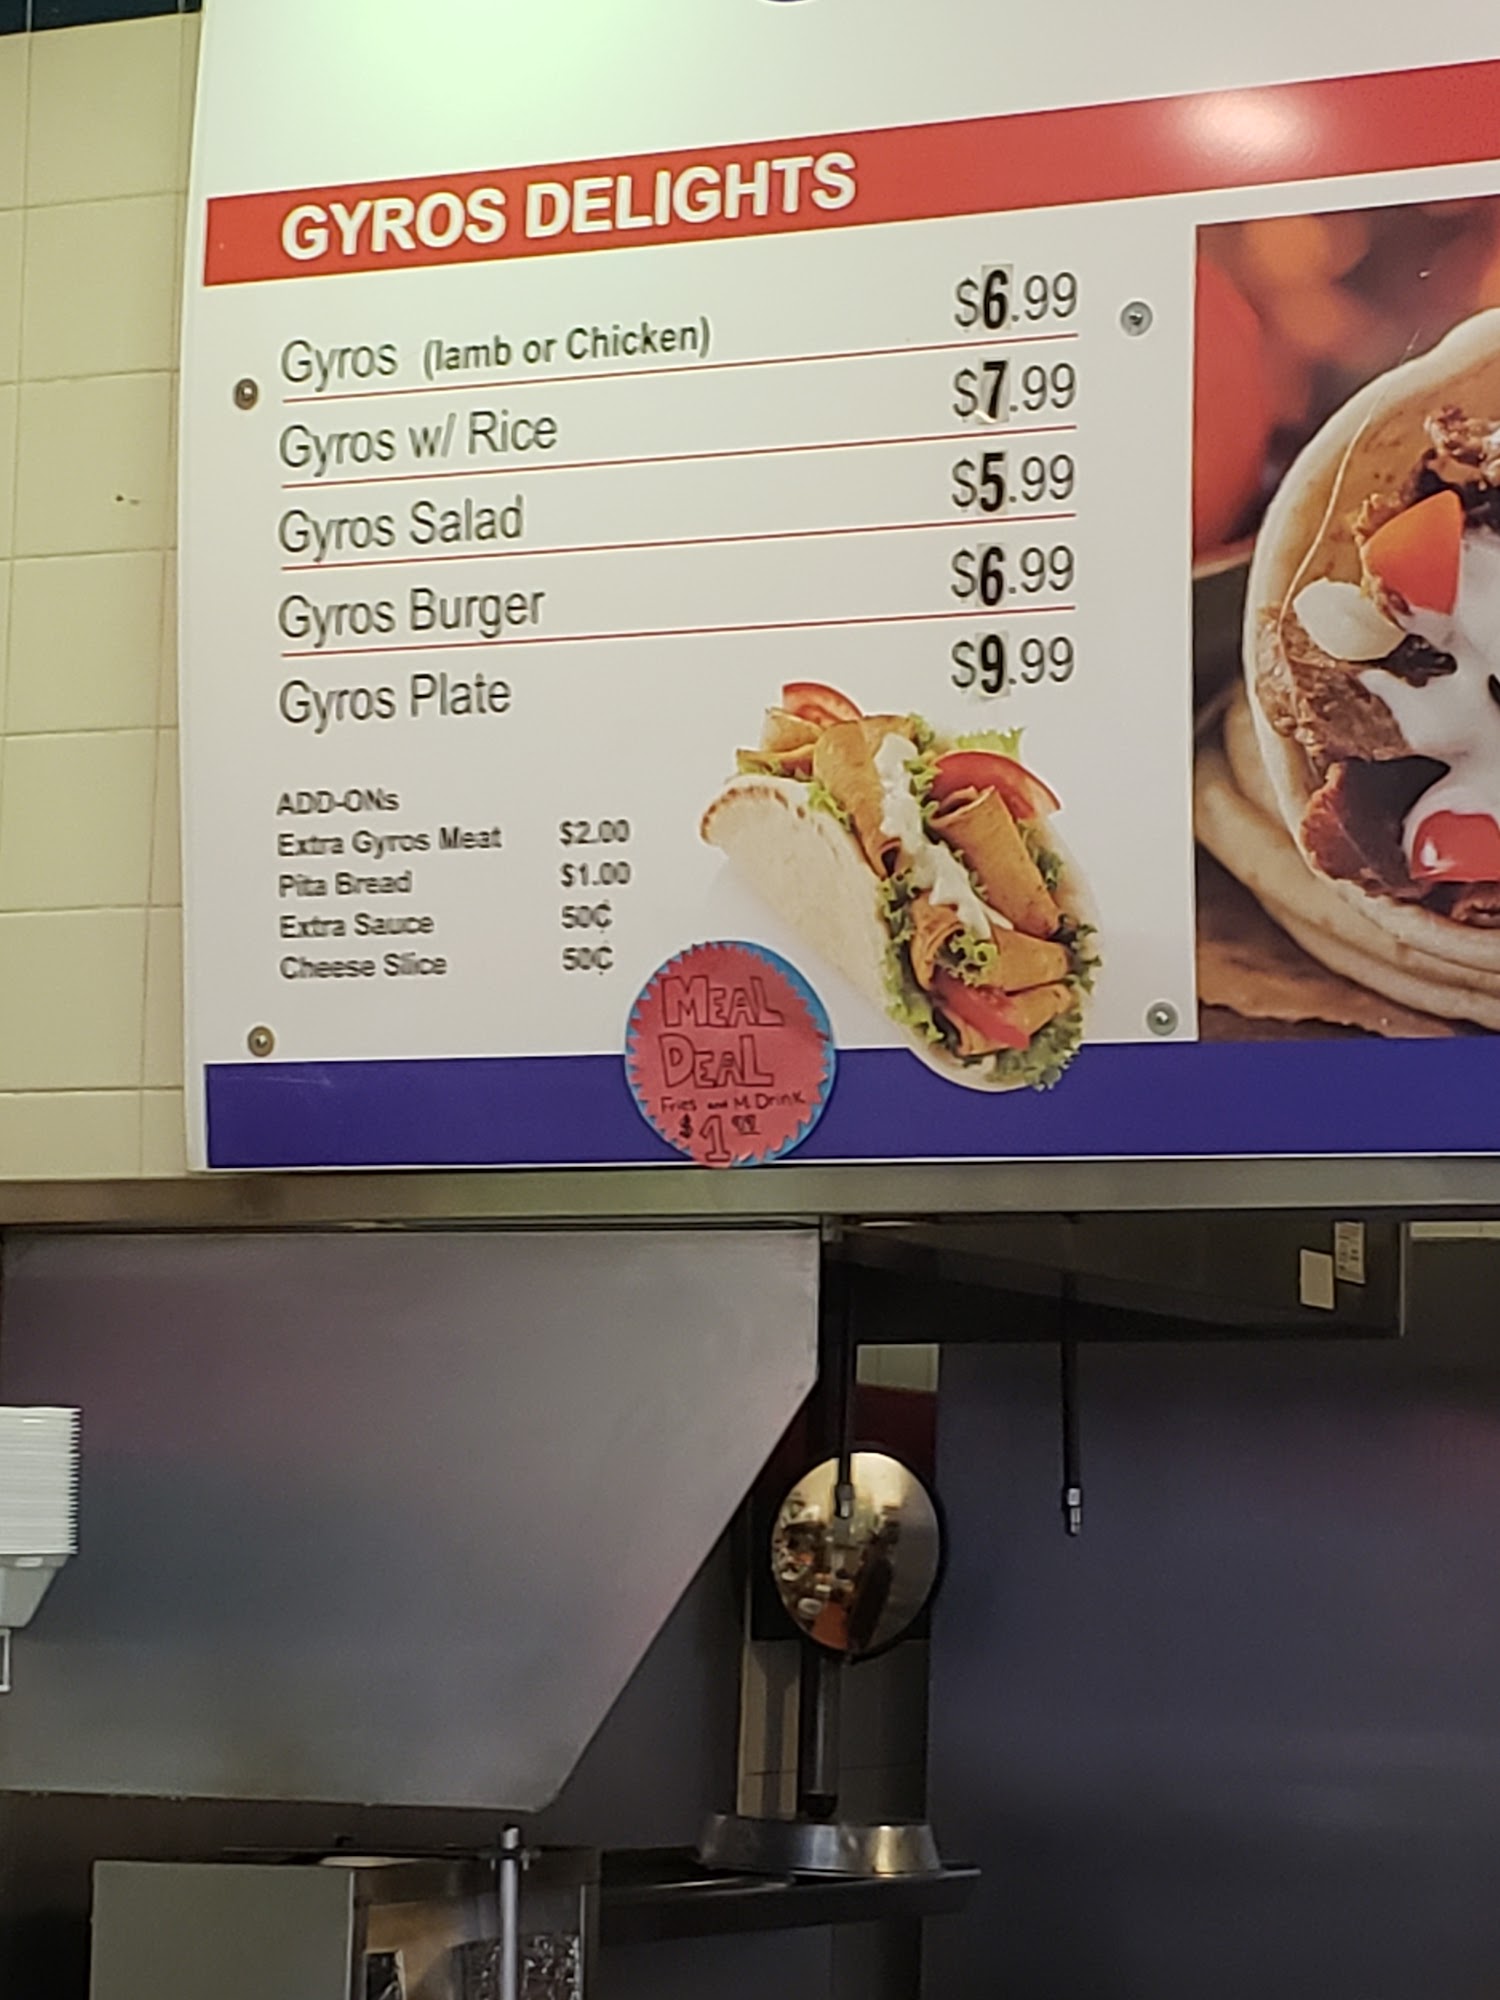 GYROS DELIGHTS
Gyros (lamb or Chicken) $6.99
Gyros w/ Rice $7.99
Gyros Salad $5.99
Gyros Burger $6.99
Gyros Plate $9.99
ADD-ONs
Extra Gyros Meat $2.00
Pita Bread $1.00
Extra Sauce 50¢
Cheese Slice 50¢
MEAL
DEAL
Fries and M. Drink
$1.99